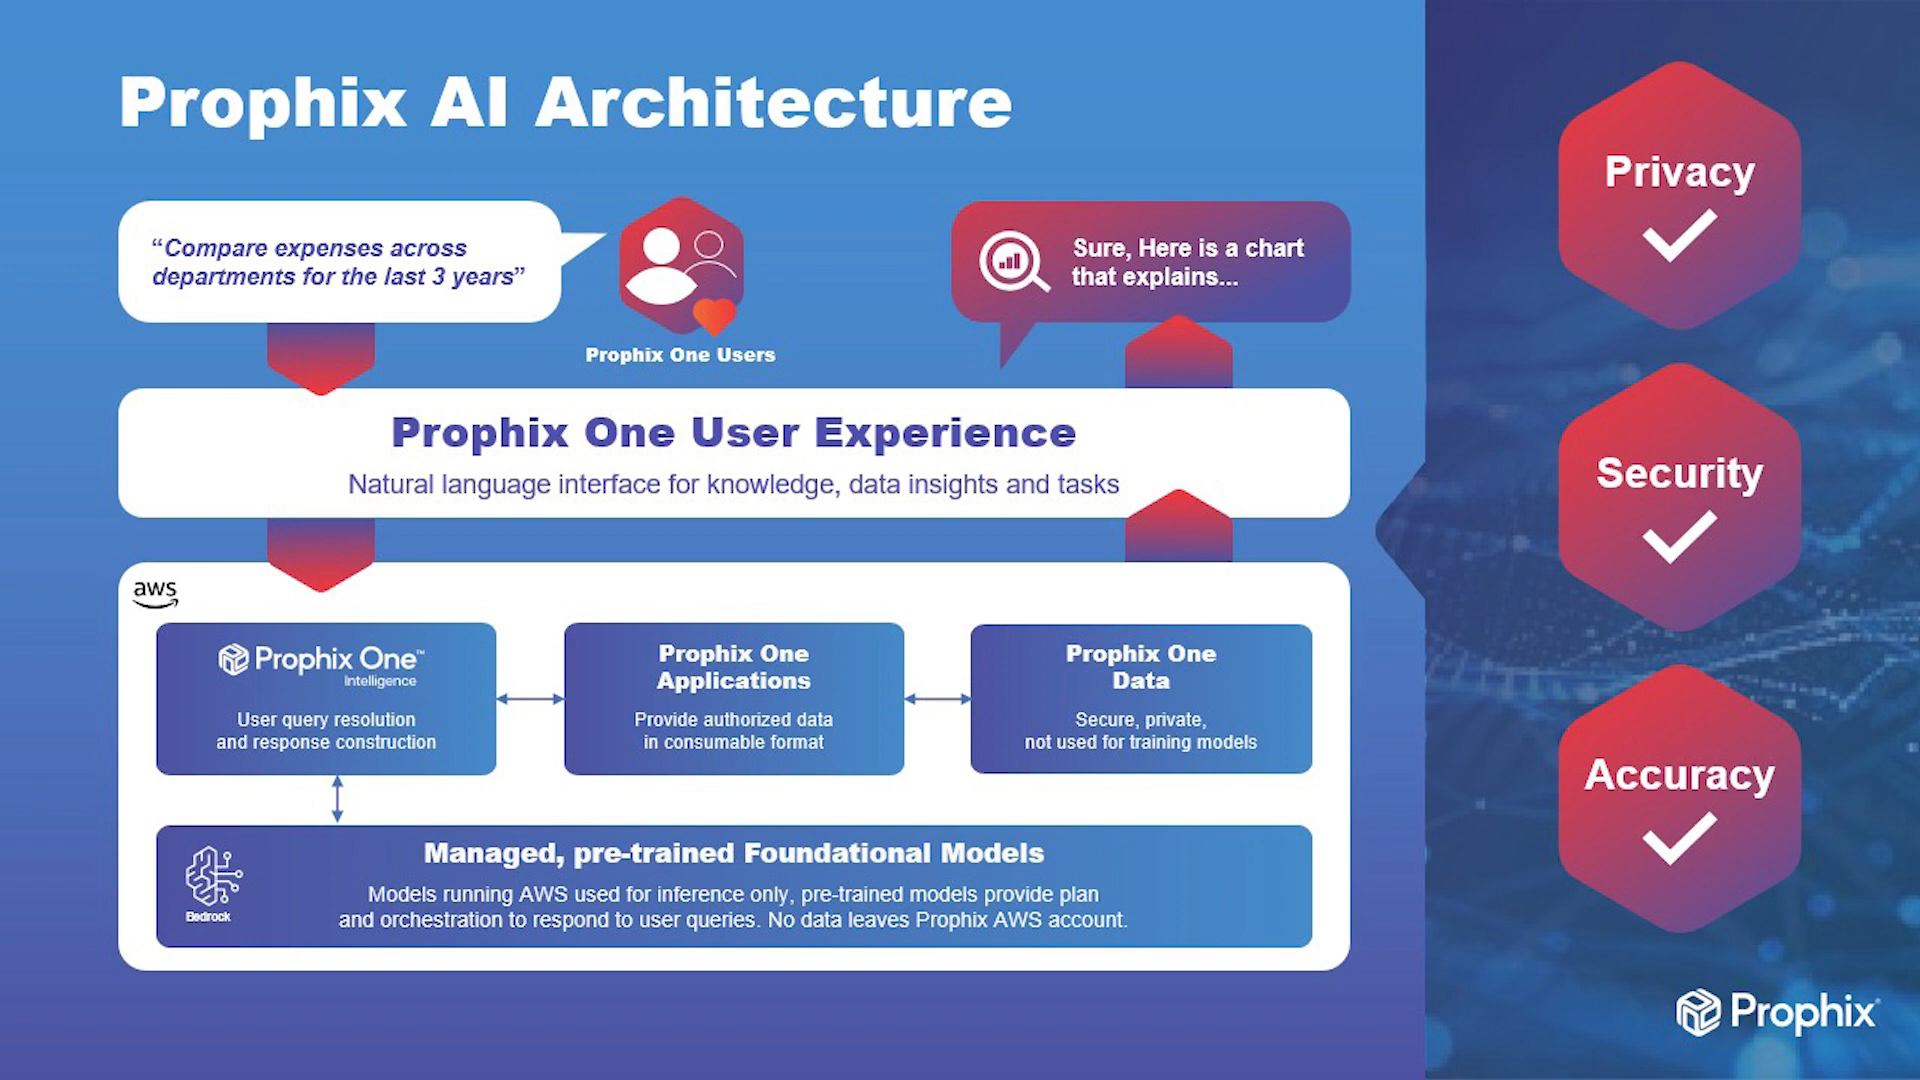 Prophix AI Architecture
“Compare expenses across
departments for the last 3 years”
Prophix One Users
Sure, Here is a chart
that explains...
Prophix One User Experience
Natural language interface for knowledge, data insights and tasks
aws
Prophix One™
Intelligence
User query resolution
and response construction
Prophix One
Applications
Provide authorized data
in consumable format
Prophix One
Data
Secure, private,
not used for training models
Bedrock
Managed, pre-trained Foundational Models
Models running AWS used for inference only, pre-trained models provide plan
and orchestration to respond to user queries. No data leaves Prophix AWS account.
Privacy
Security
Accuracy
Prophix®